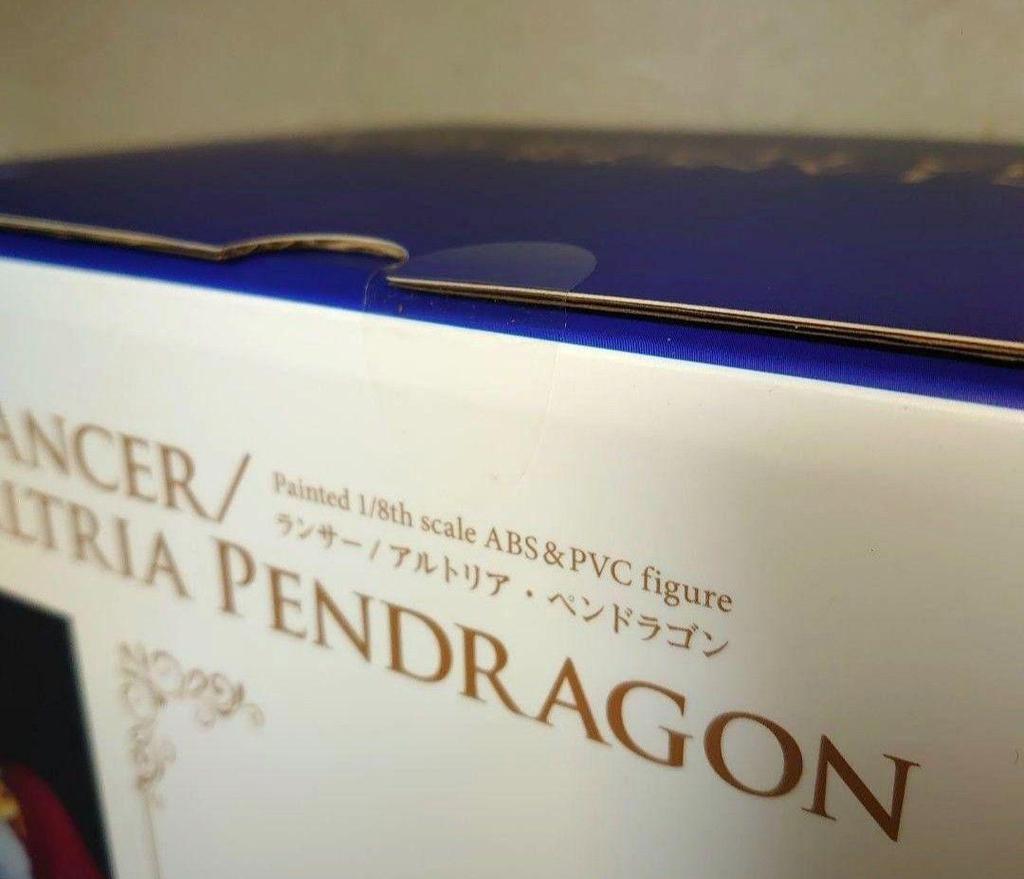 ANCER/
Painted 1/8th scale ABS&PVC figure
ランサー/アルトリア・ペンドラゴン
LTRIA PENDRAGON